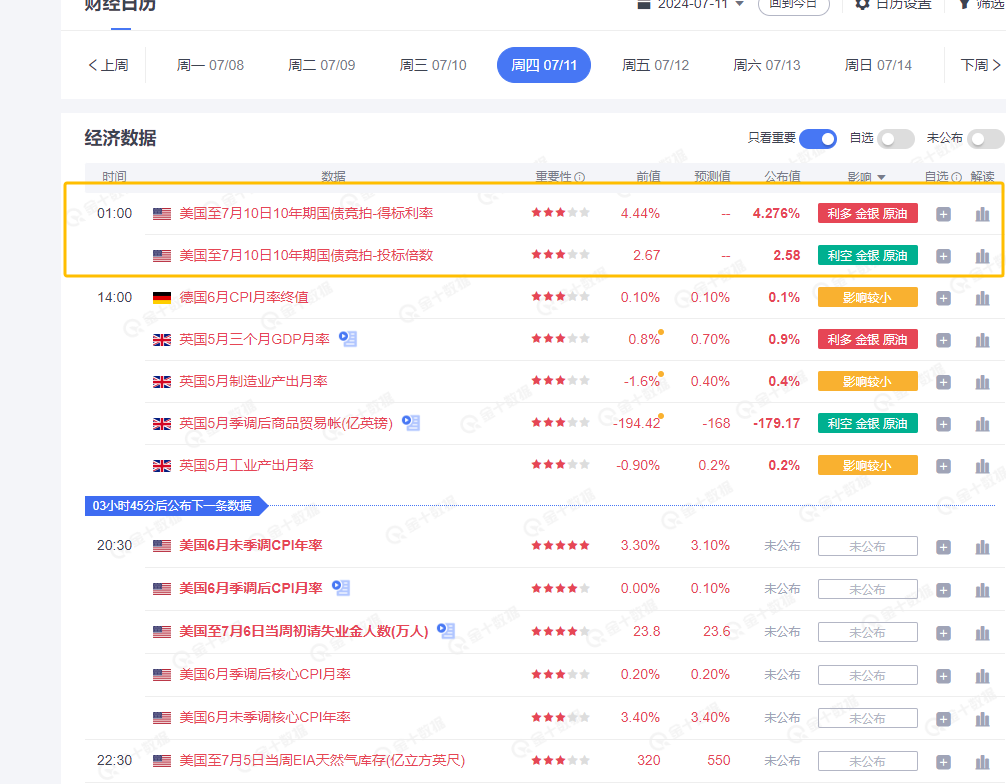 财经日历 2024-07-11 回到今日 日历设置 筛选
上周 周一 07/08 周二 07/09 周三 07/10 周四 07/11 周五 07/12 周六 07/13 周日 07/14 下周
经济数据 只看重要 自选 未公布
时间 数据 重要性 前值 预测值 公布值 影响 自选 解读
01:00 美国至7月10日10年期国债竞拍-得标利率 4.44% -- 4.276% 利多 金银 原油
美国至7月10日10年期国债竞拍-投标倍数 2.67 -- 2.58 利空 金银 原油
14:00 德国6月CPI月率终值 0.10% 0.10% 0.1% 影响较小
英国5月三个月GDP月率 0.8% 0.70% 0.9% 利多 金银 原油
英国5月制造业产出月率 -1.6% 0.40% 0.4% 影响较小
英国5月季调后商品贸易帐(亿英镑) -194.42 -168 -179.17 利空 金银 原油
英国5月工业产出月率 -0.90% 0.2% 0.2% 影响较小
03小时45分后公布下一条数据
20:30 美国6月未季调CPI年率 3.30% 3.10% 未公布 未公布
美国6月季调后CPI月率 0.00% 0.10% 未公布 未公布
美国至7月6日当周初请失业金人数(万人) 23.8 23.6 未公布 未公布
美国6月季调后核心CPI月率 0.20% 0.20% 未公布 未公布
美国6月未季调核心CPI年率 3.40% 3.40% 未公布 未公布
22:30 美国至7月5日当周EIA天然气库存(亿立方英尺) 320 550 未公布 未公布
金十数据